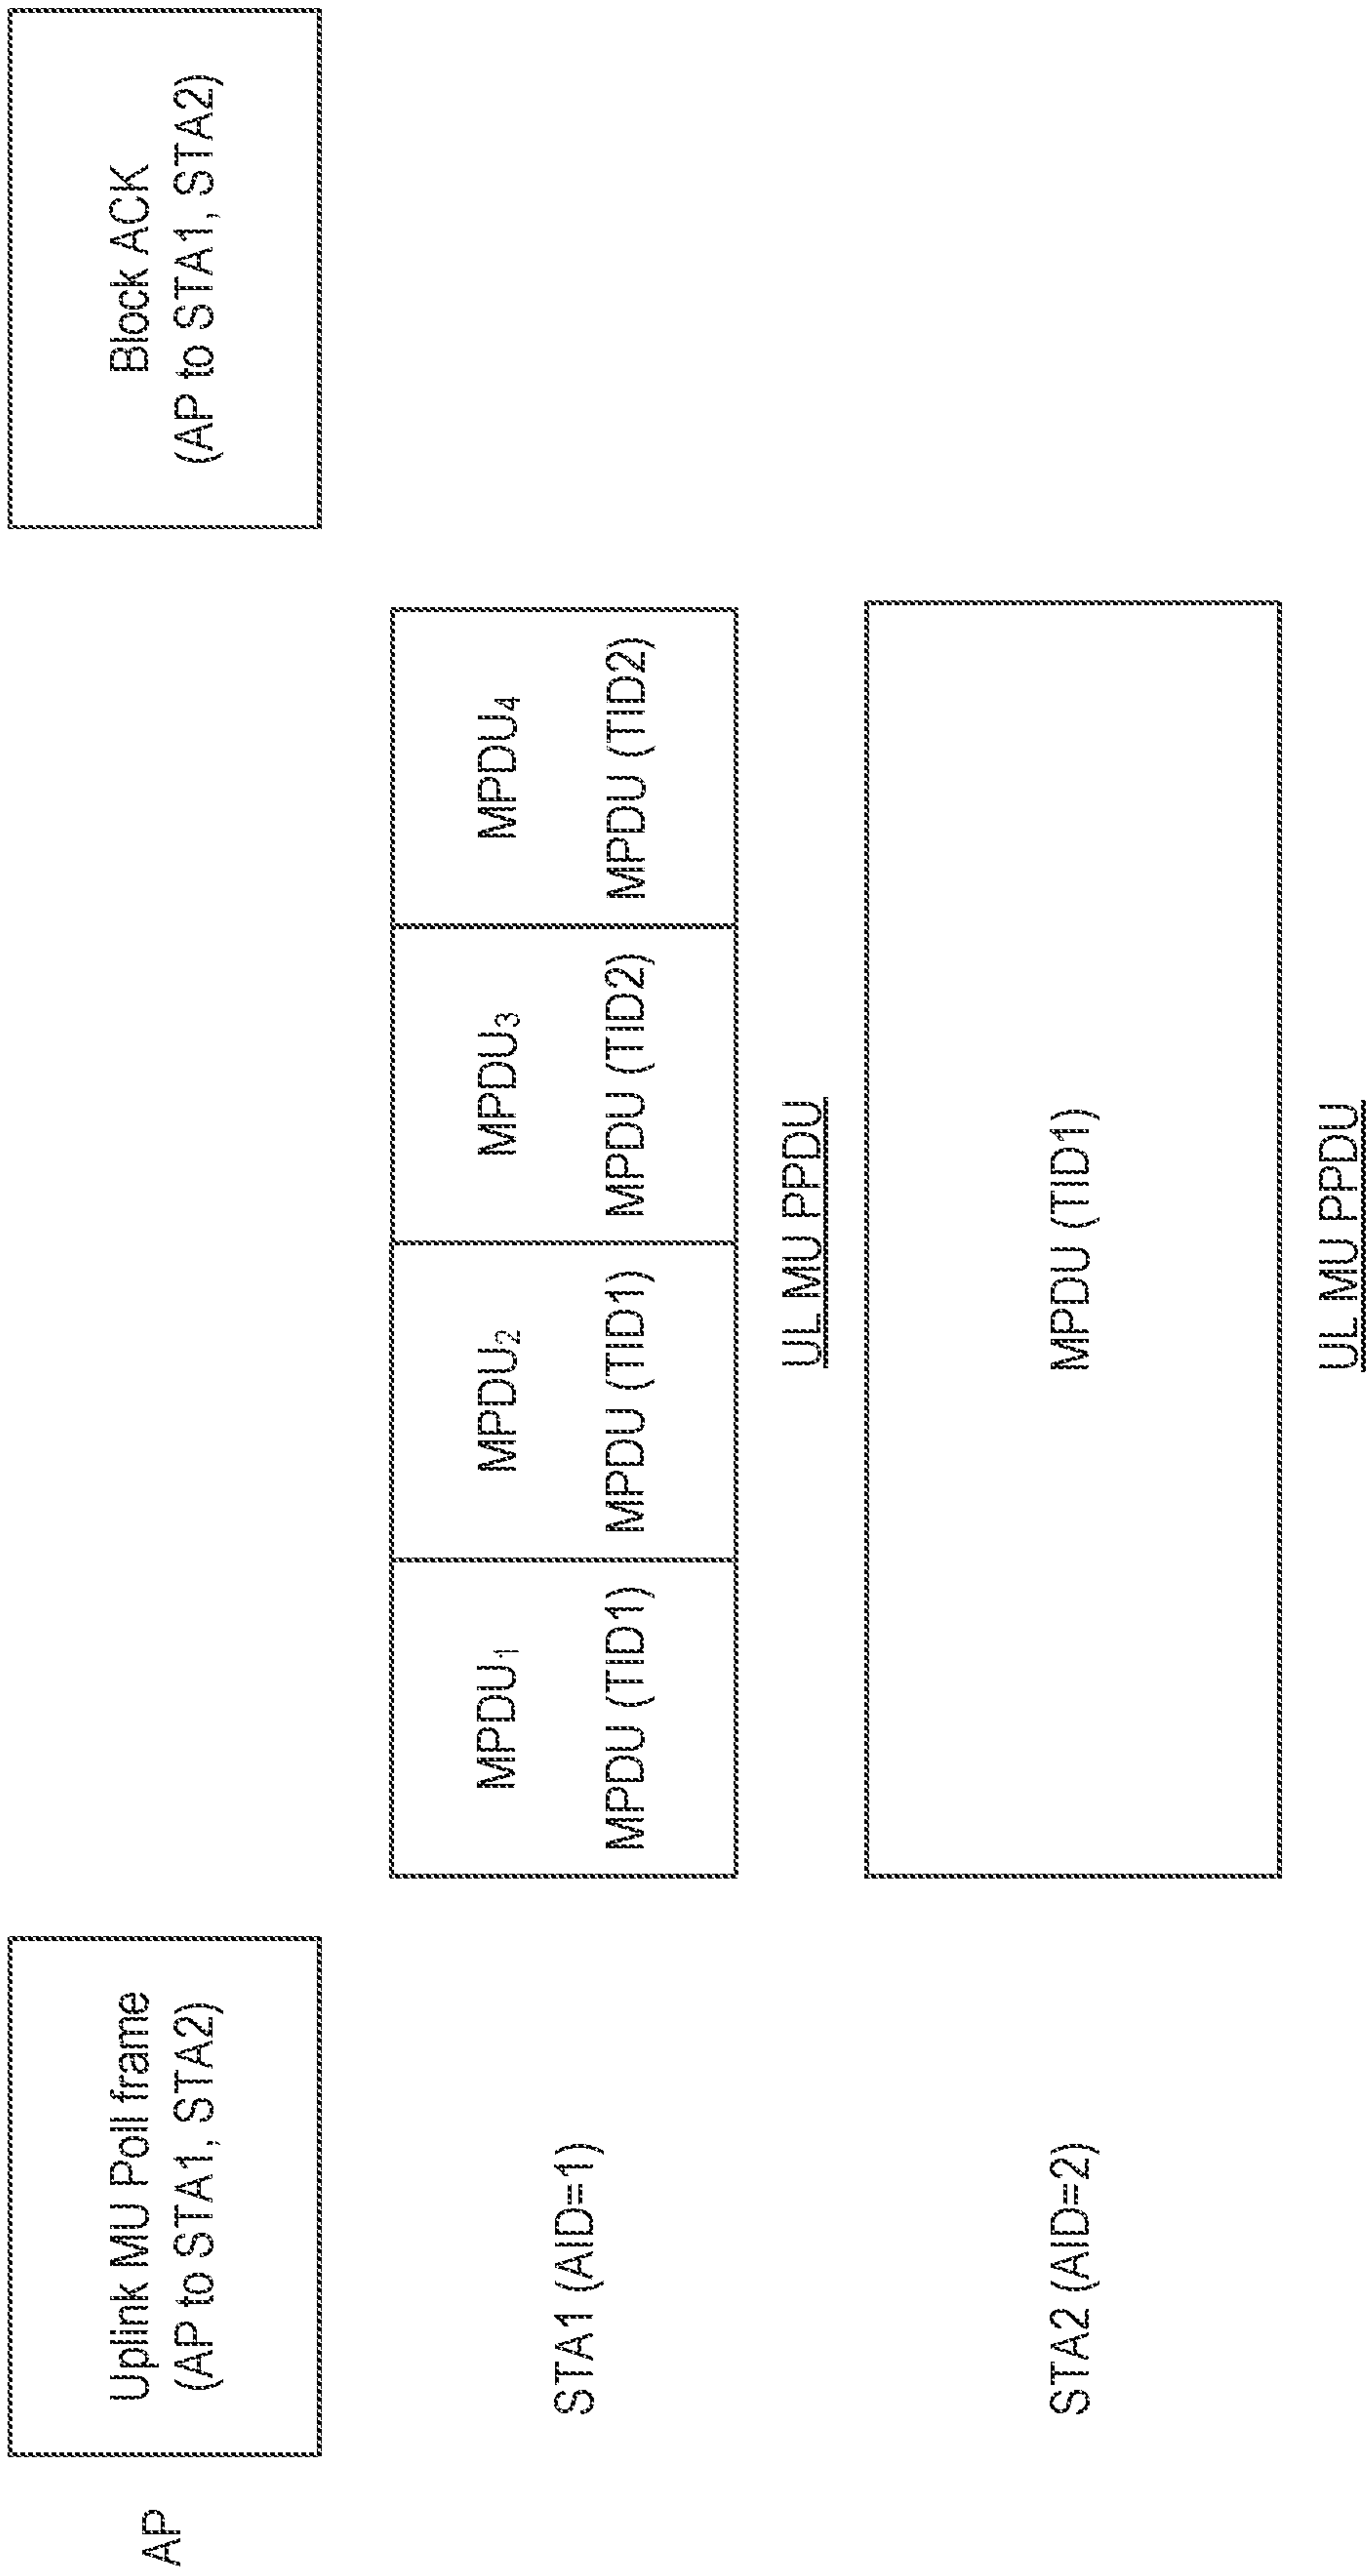 AP
Uplink MU Poll frame
(AP to STA1, STA2)
Block ACK
(AP to STA1, STA2)
STA1 (AID=1)
MPDU₁
MPDU (TID1)
MPDU₂
MPDU (TID1)
MPDU₃
MPDU (TID2)
MPDU₄
MPDU (TID2)
UL MU PPDU
STA2 (AID=2)
MPDU (TID1)
UL MU PPDU